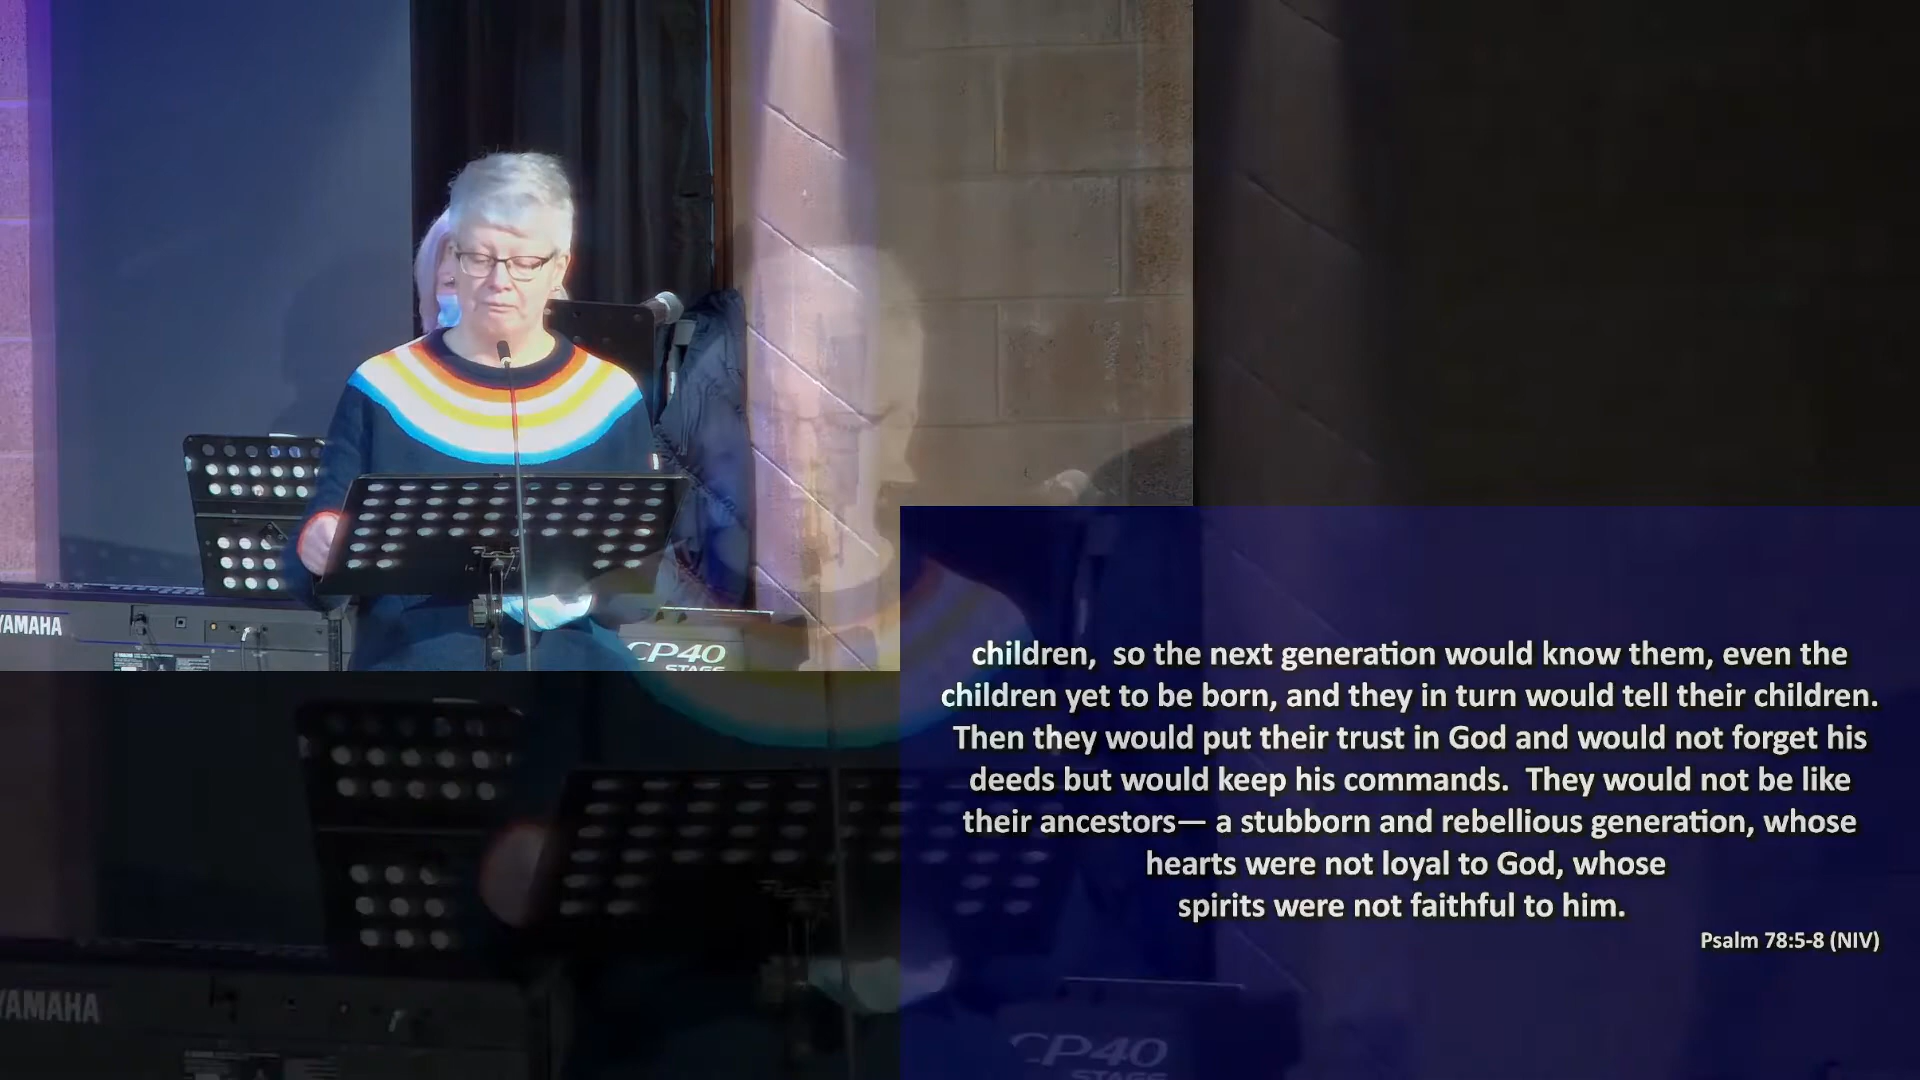 YAMAHA
CP40
STAGE
children,  so the next generation would know them, even the
children yet to be born, and they in turn would tell their children.
Then they would put their trust in God and would not forget his
deeds but would keep his commands.  They would not be like
their ancestors— a stubborn and rebellious generation, whose
hearts were not loyal to God, whose
spirits were not faithful to him.
Psalm 78:5-8 (NIV)
YAMAHA
CP40
STAGE